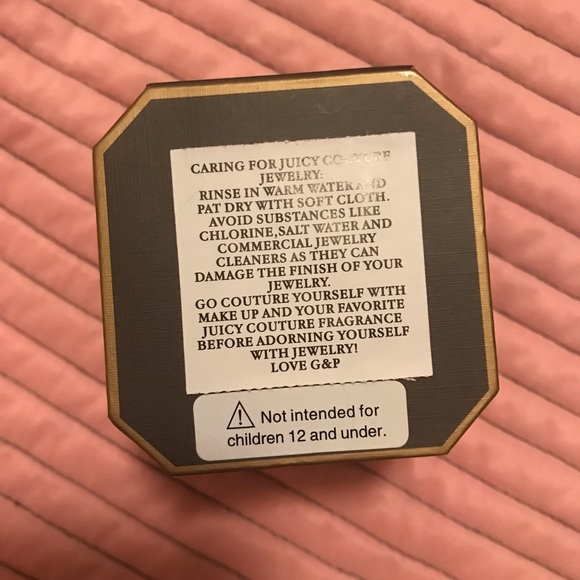 CARING FOR JUICY COUTURE
JEWELRY:
RINSE IN WARM WATER AND
PAT DRY WITH SOFT CLOTH.
AVOID SUBSTANCES LIKE
CHLORINE,SALT WATER AND
COMMERCIAL JEWELRY
CLEANERS AS THEY CAN
DAMAGE THE FINISH OF YOUR
JEWELRY.
GO COUTURE YOURSELF WITH
MAKE UP AND YOUR FAVORITE
JUICY COUTURE FRAGRANCE
BEFORE ADORNING YOURSELF
WITH JEWELRY!
LOVE G&P
Not intended for
children 12 and under.